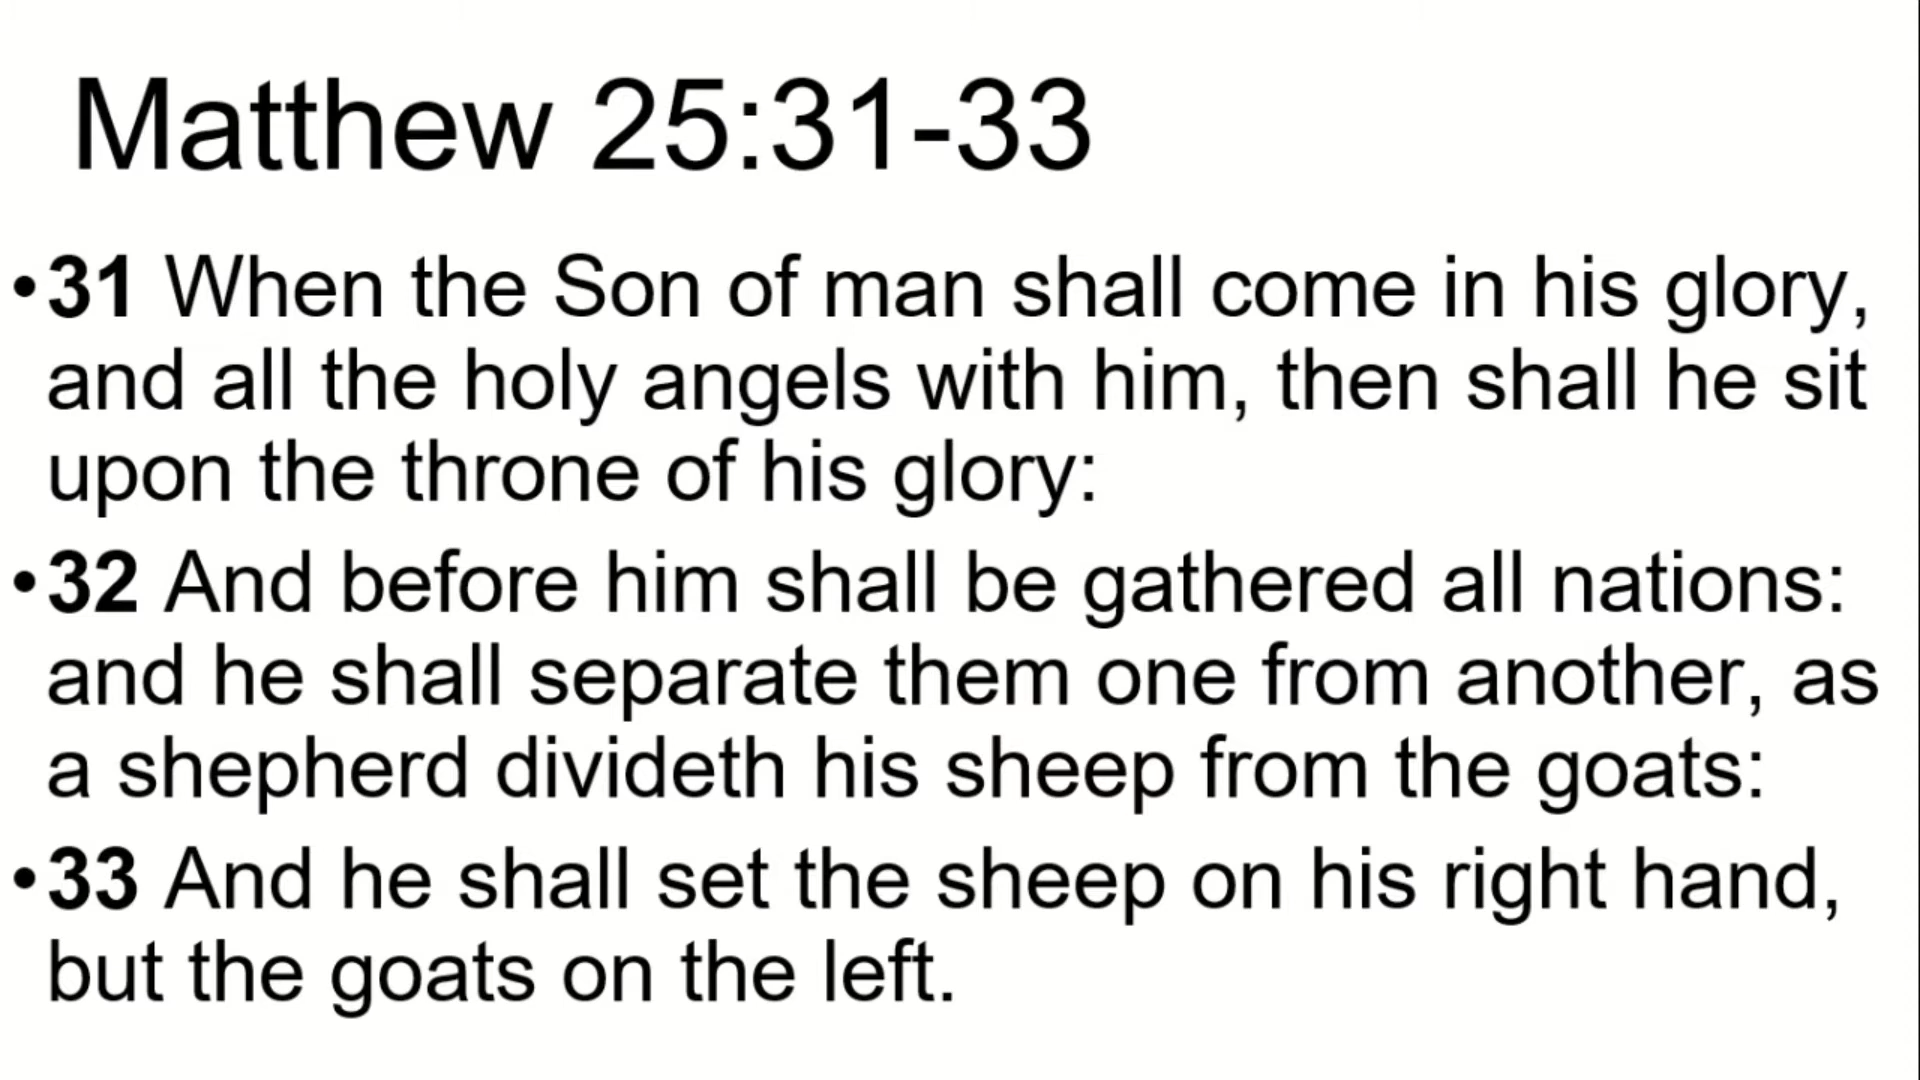 Matthew 25:31-33
•31 When the Son of man shall come in his glory,
and all the holy angels with him, then shall he sit
upon the throne of his glory:
•32 And before him shall be gathered all nations:
and he shall separate them one from another, as
a shepherd divideth his sheep from the goats:
•33 And he shall set the sheep on his right hand,
but the goats on the left.